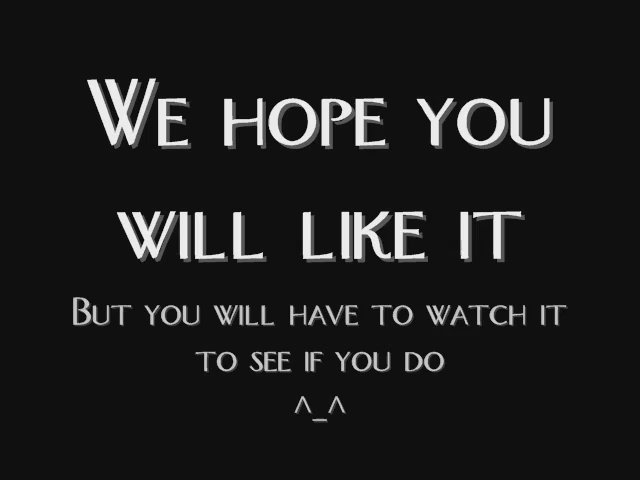 We hope you
will like it
But you will have to watch it
to see if you do
^_^